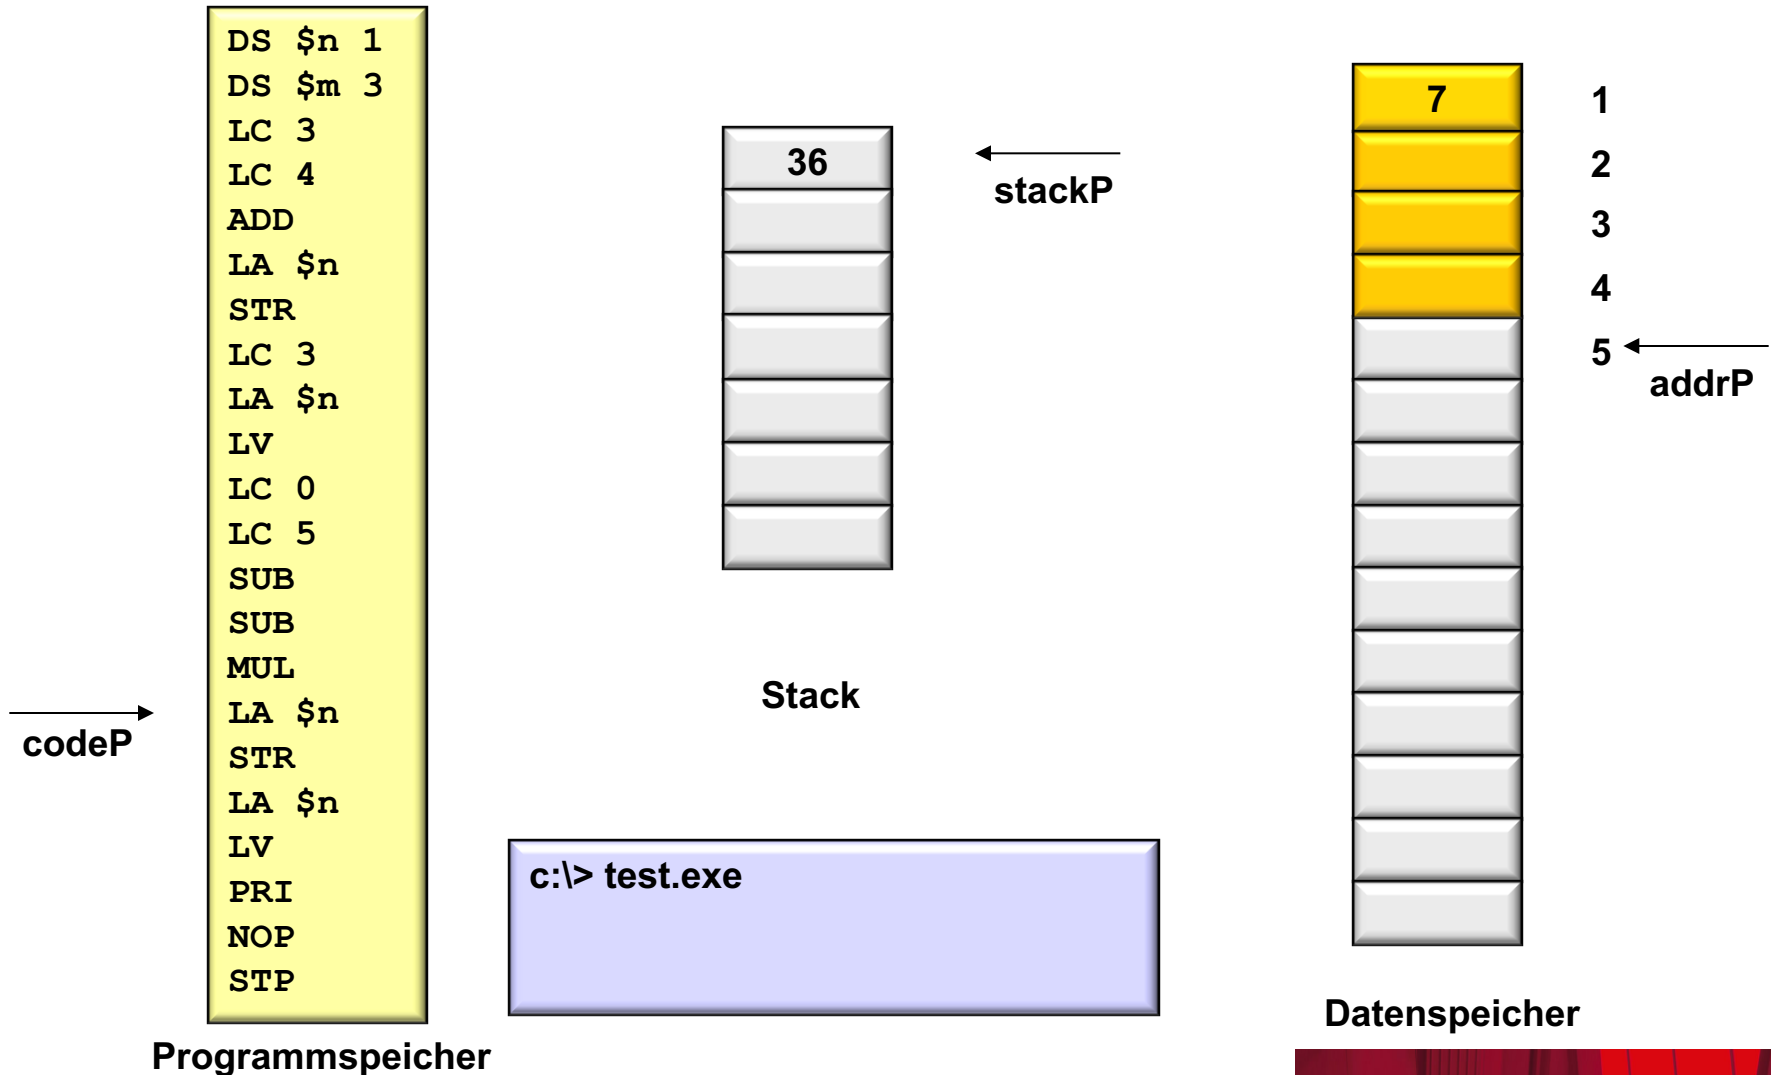 DS $n 1
DS $m 3
LC 3
LC 4
ADD
LA $n
STR
LC 3
LA $n
LV
LC 0
LC 5
SUB
SUB
MUL
LA $n
STR
LA $n
LV
PRI
NOP
STP
codeP
Programmspeicher
36
stackP
Stack
c:\> test.exe
7
1
2
3
4
5
addrP
Datenspeicher